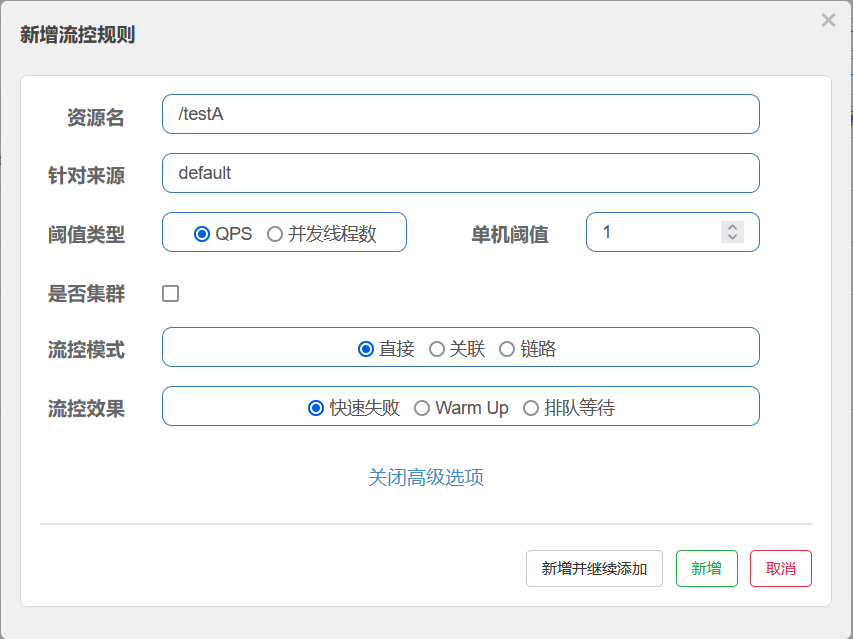 新增流控规则
资源名 /testA
针对来源 default
阈值类型 QPS 并发线程数 单机阈值 1
是否集群
流控模式 直接 关联 链路
流控效果 快速失败 Warm Up 排队等待
关闭高级选项
新增并继续添加 新增 取消